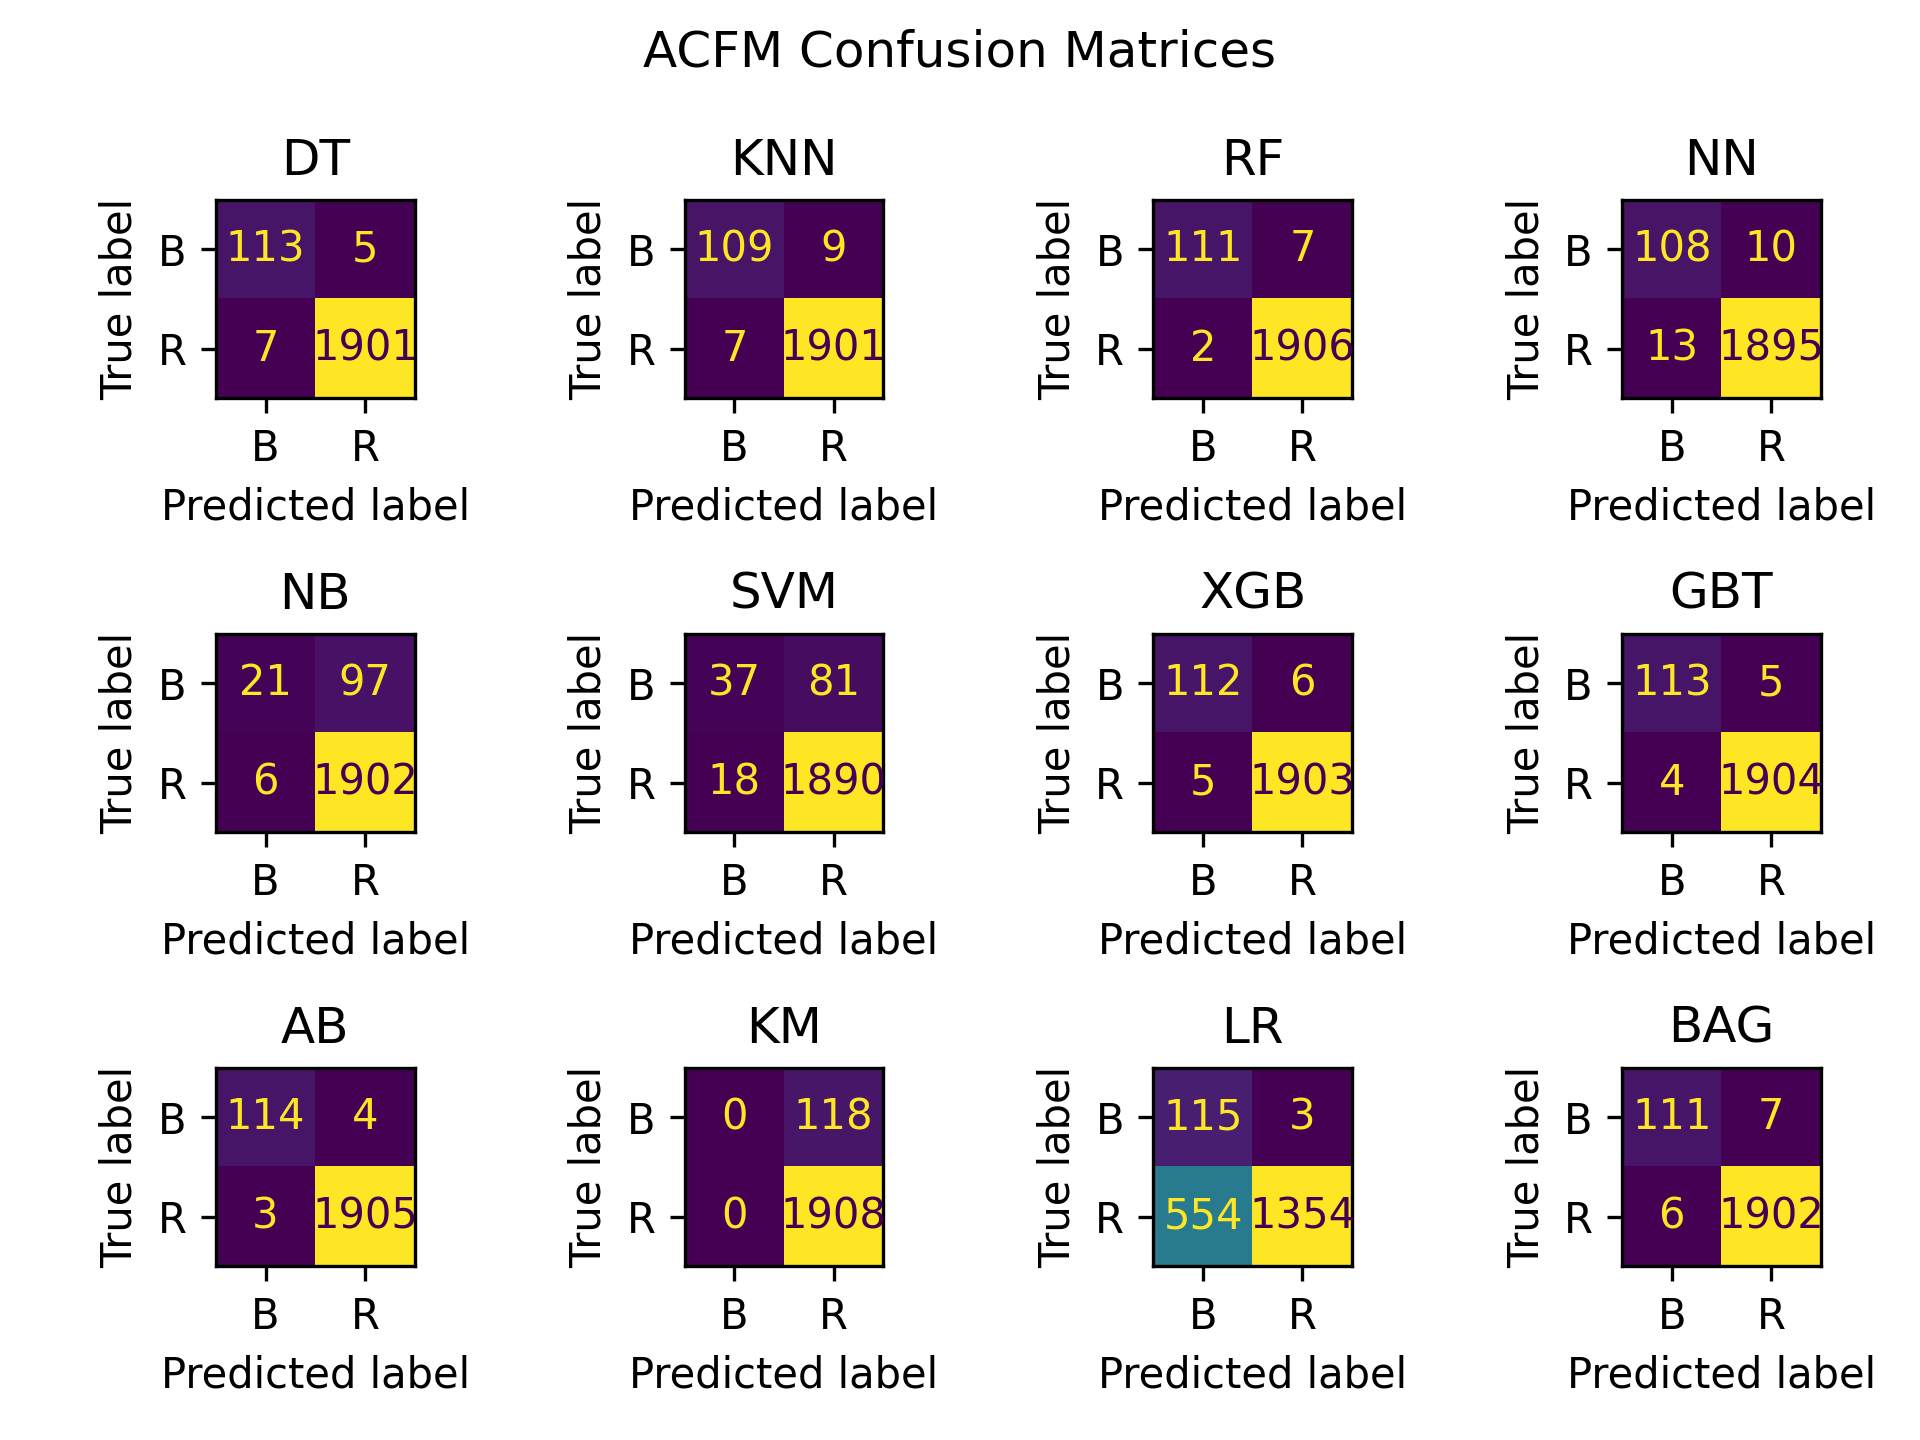 ACFM Confusion Matrices
DT
KNN
RF
NN
True label
B
113
5
R
7
1901
B
R
Predicted label
True label
B
109
9
R
7
1901
B
R
Predicted label
True label
B
111
7
R
2
1906
B
R
Predicted label
True label
B
108
10
R
13
1895
B
R
Predicted label
NB
SVM
XGB
GBT
True label
B
21
97
R
6
1902
B
R
Predicted label
True label
B
37
81
R
18
1890
B
R
Predicted label
True label
B
112
6
R
5
1903
B
R
Predicted label
True label
B
113
5
R
4
1904
B
R
Predicted label
AB
KM
LR
BAG
True label
B
114
4
R
3
1905
B
R
Predicted label
True label
B
0
118
R
0
1908
B
R
Predicted label
True label
B
115
3
R
554
1354
B
R
Predicted label
True label
B
111
7
R
6
1902
B
R
Predicted label